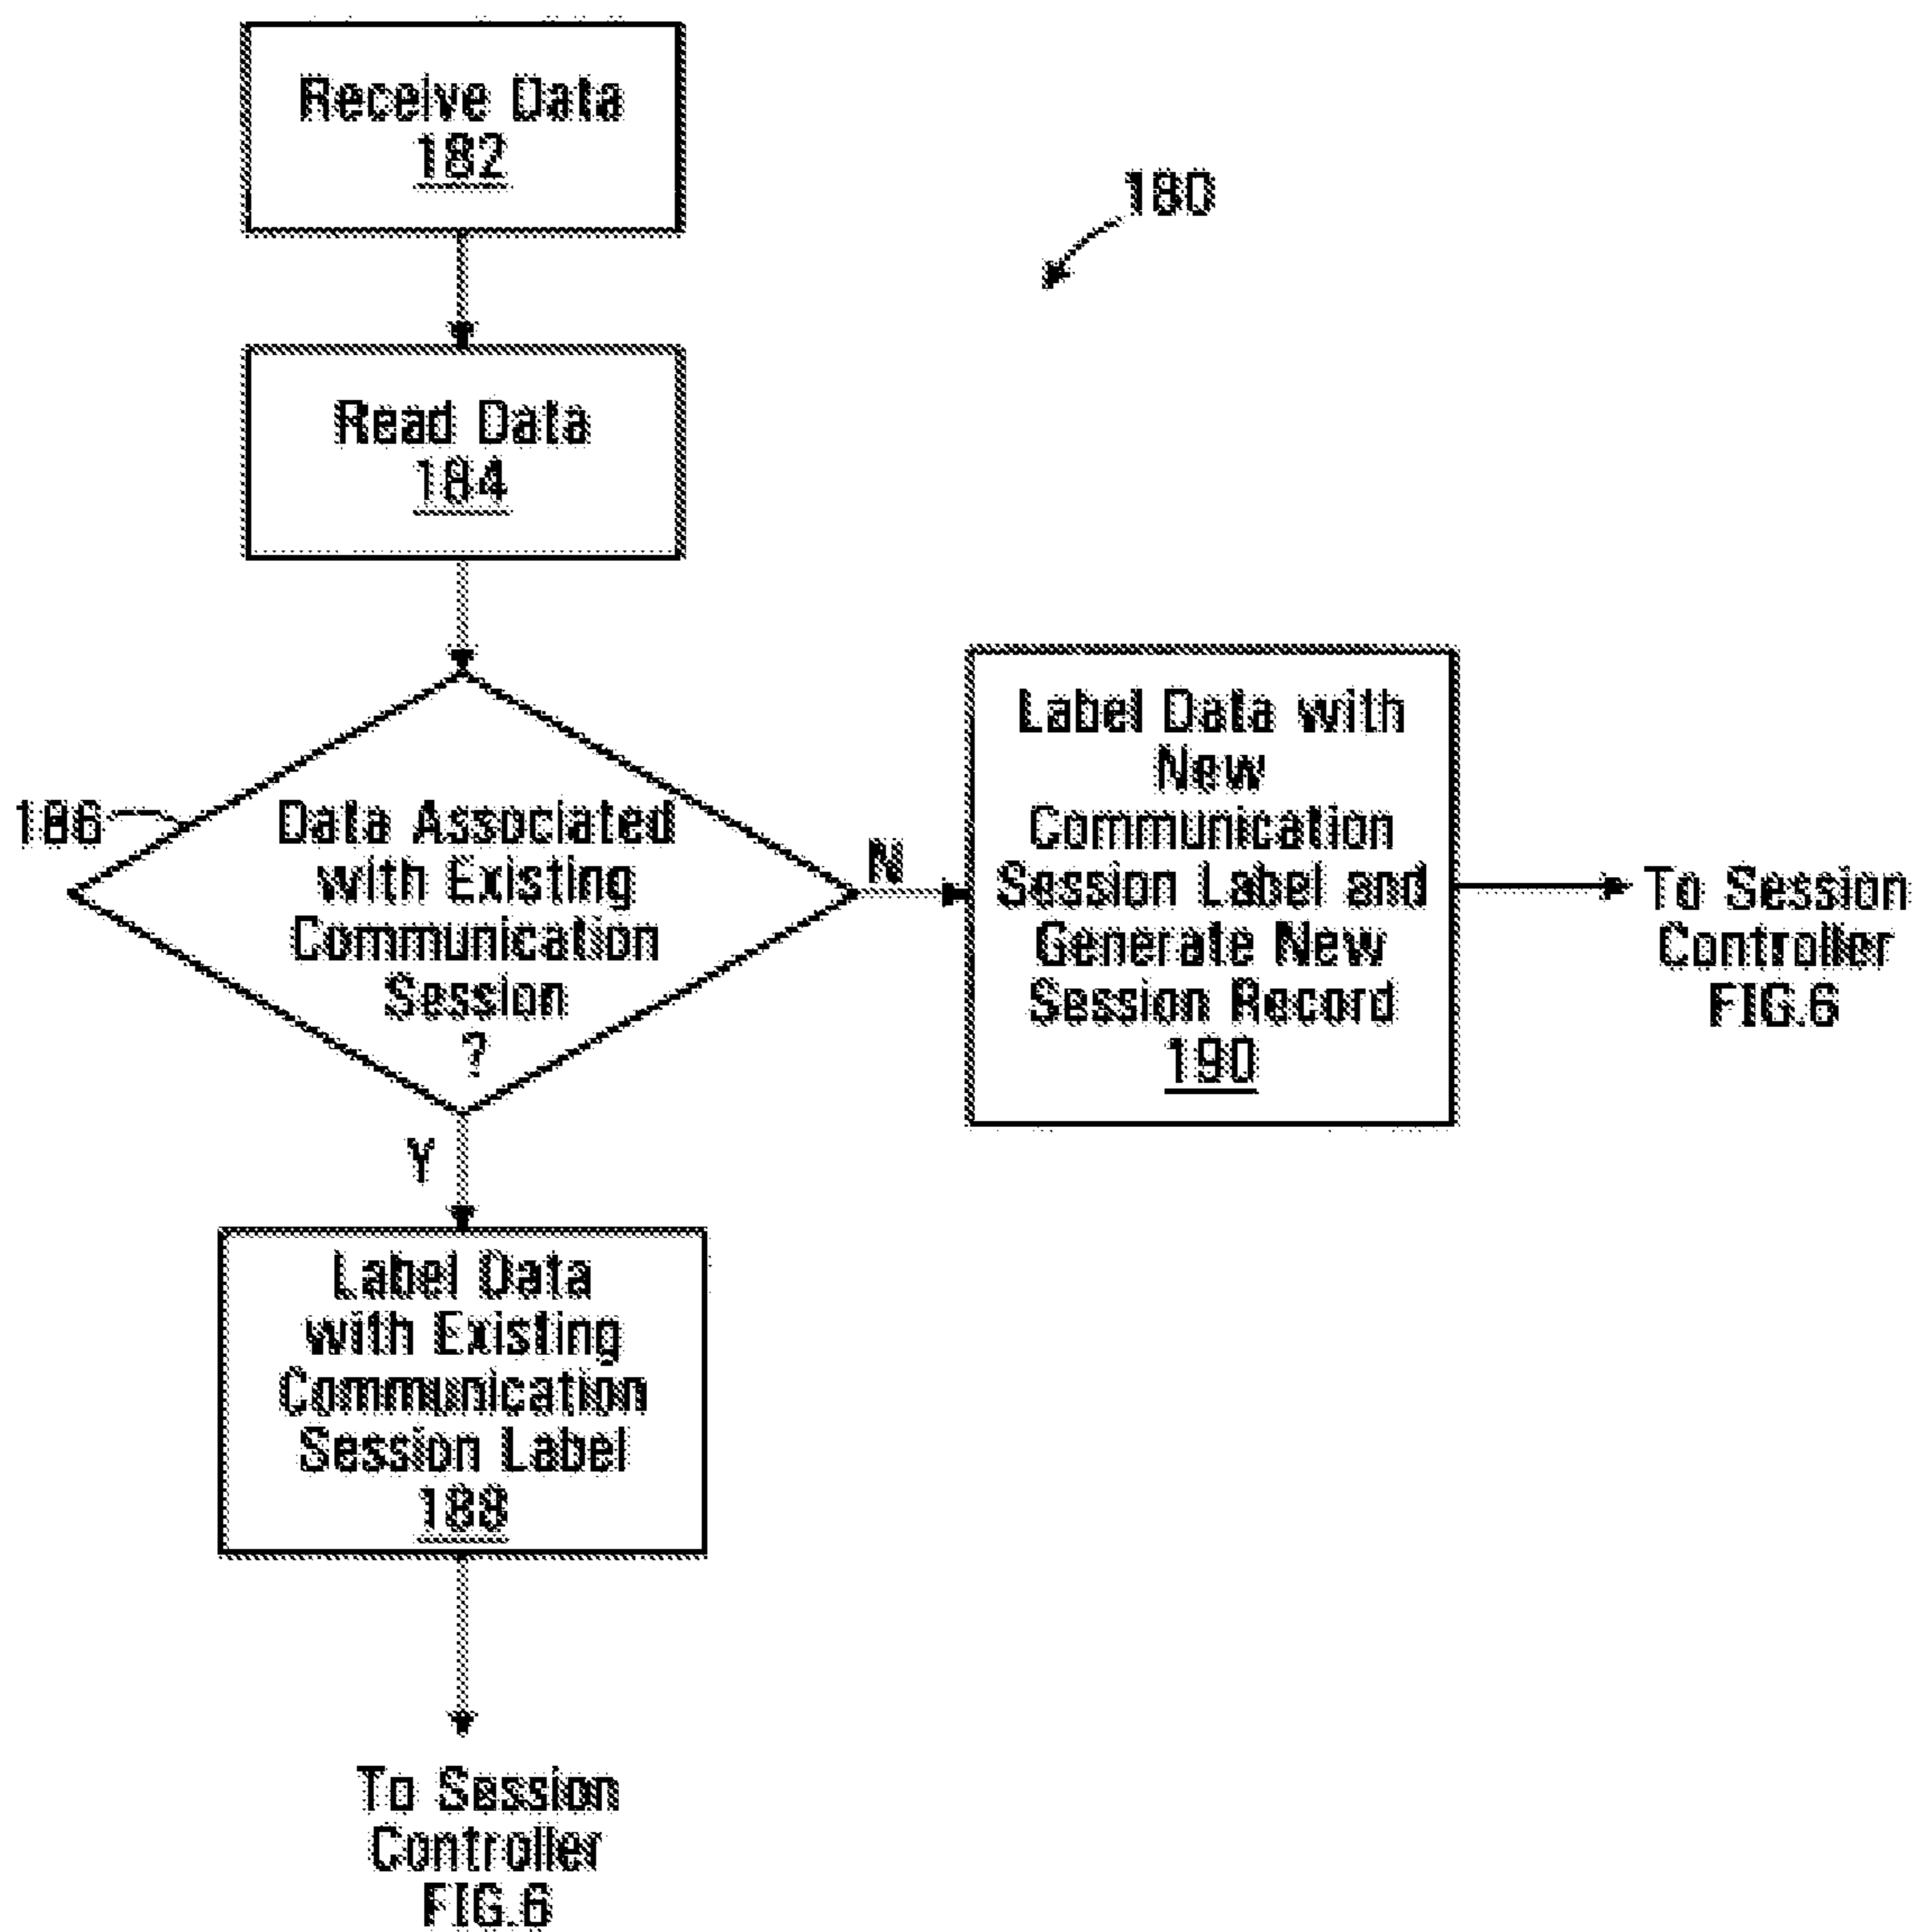 Receive Data
182
180
Read Data
184
186
Data Associated
with Existing
Communication
Session
?
N
Y
Label Data with
New
Communication
Session Label and
Generate New
Session Record
190
To Session
Controller
FIG.6
Label Data
with Existing
Communication
Session Label
188
To Session
Controller
FIG.6